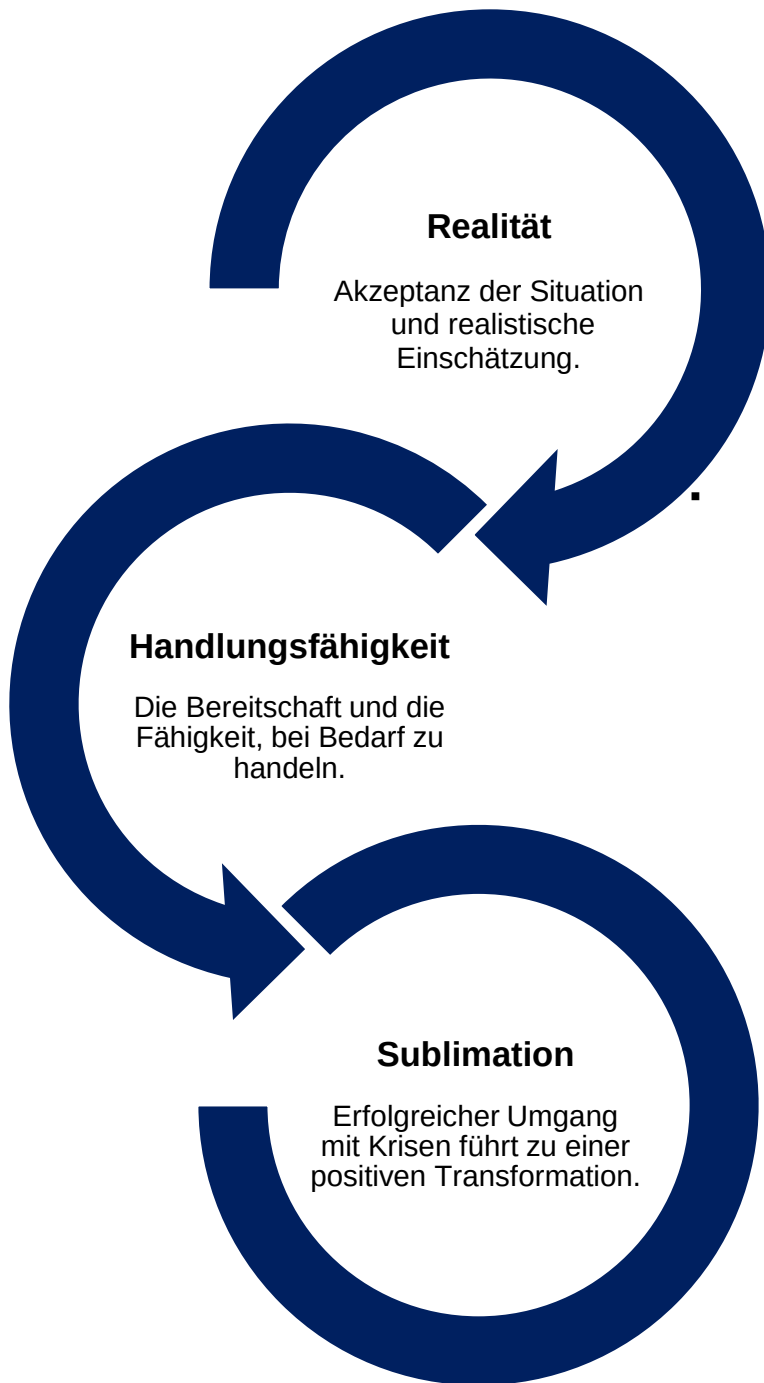 Realität
Akzeptanz der Situation
und realistische
Einschätzung.
.
Handlungsfähigkeit
Die Bereitschaft und die
Fähigkeit, bei Bedarf zu
handeln.
Sublimation
Erfolgreicher Umgang
mit Krisen führt zu einer
positiven Transformation.